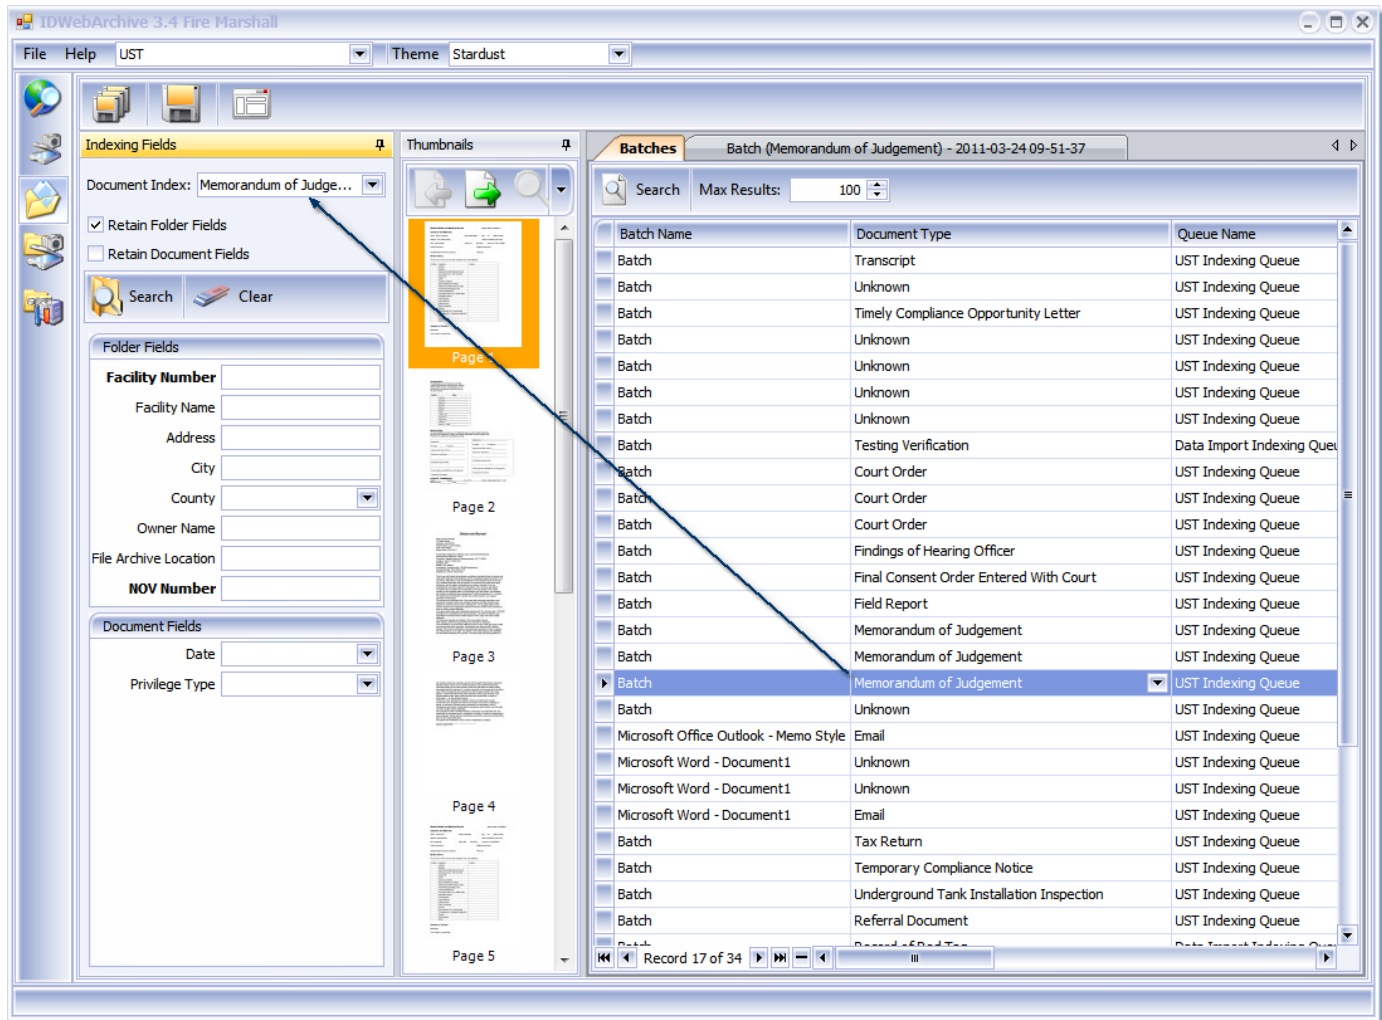 IDWebArchive 3.4 Fire Marshall
File Help UST Theme Stardust
Indexing Fields
Document Index: Memorandum of Judge...
Retain Folder Fields
Retain Document Fields
Search Clear
Folder Fields
Facility Number
Facility Name
Address
City
County
Owner Name
File Archive Location
NOV Number
Document Fields
Date
Privilege Type
Thumbnails
Page 1
Page 2
Page 3
Page 4
Page 5
Batches Batch (Memorandum of Judgement) - 2011-03-24 09-51-37
Search Max Results: 100
Batch Name Document Type Queue Name
Batch Transcript UST Indexing Queue
Batch Unknown UST Indexing Queue
Batch Timely Compliance Opportunity Letter UST Indexing Queue
Batch Unknown UST Indexing Queue
Batch Unknown UST Indexing Queue
Batch Unknown UST Indexing Queue
Batch Unknown UST Indexing Queue
Batch Testing Verification Data Import Indexing Queu
Batch Court Order UST Indexing Queue
Batch Court Order UST Indexing Queue
Batch Court Order UST Indexing Queue
Batch Findings of Hearing Officer UST Indexing Queue
Batch Final Consent Order Entered With Court UST Indexing Queue
Batch Field Report UST Indexing Queue
Batch Memorandum of Judgement UST Indexing Queue
Batch Memorandum of Judgement UST Indexing Queue
Batch Memorandum of Judgement UST Indexing Queue
Batch Unknown UST Indexing Queue
Microsoft Office Outlook - Memo Style Email UST Indexing Queue
Microsoft Word - Document1 Unknown UST Indexing Queue
Microsoft Word - Document1 Unknown UST Indexing Queue
Microsoft Word - Document1 Email UST Indexing Queue
Batch Tax Return UST Indexing Queue
Batch Temporary Compliance Notice UST Indexing Queue
Batch Underground Tank Installation Inspection UST Indexing Queue
Batch Referral Document UST Indexing Queue
Batch Record of Red Tag Data Import Indexing Queu
Record 17 of 34